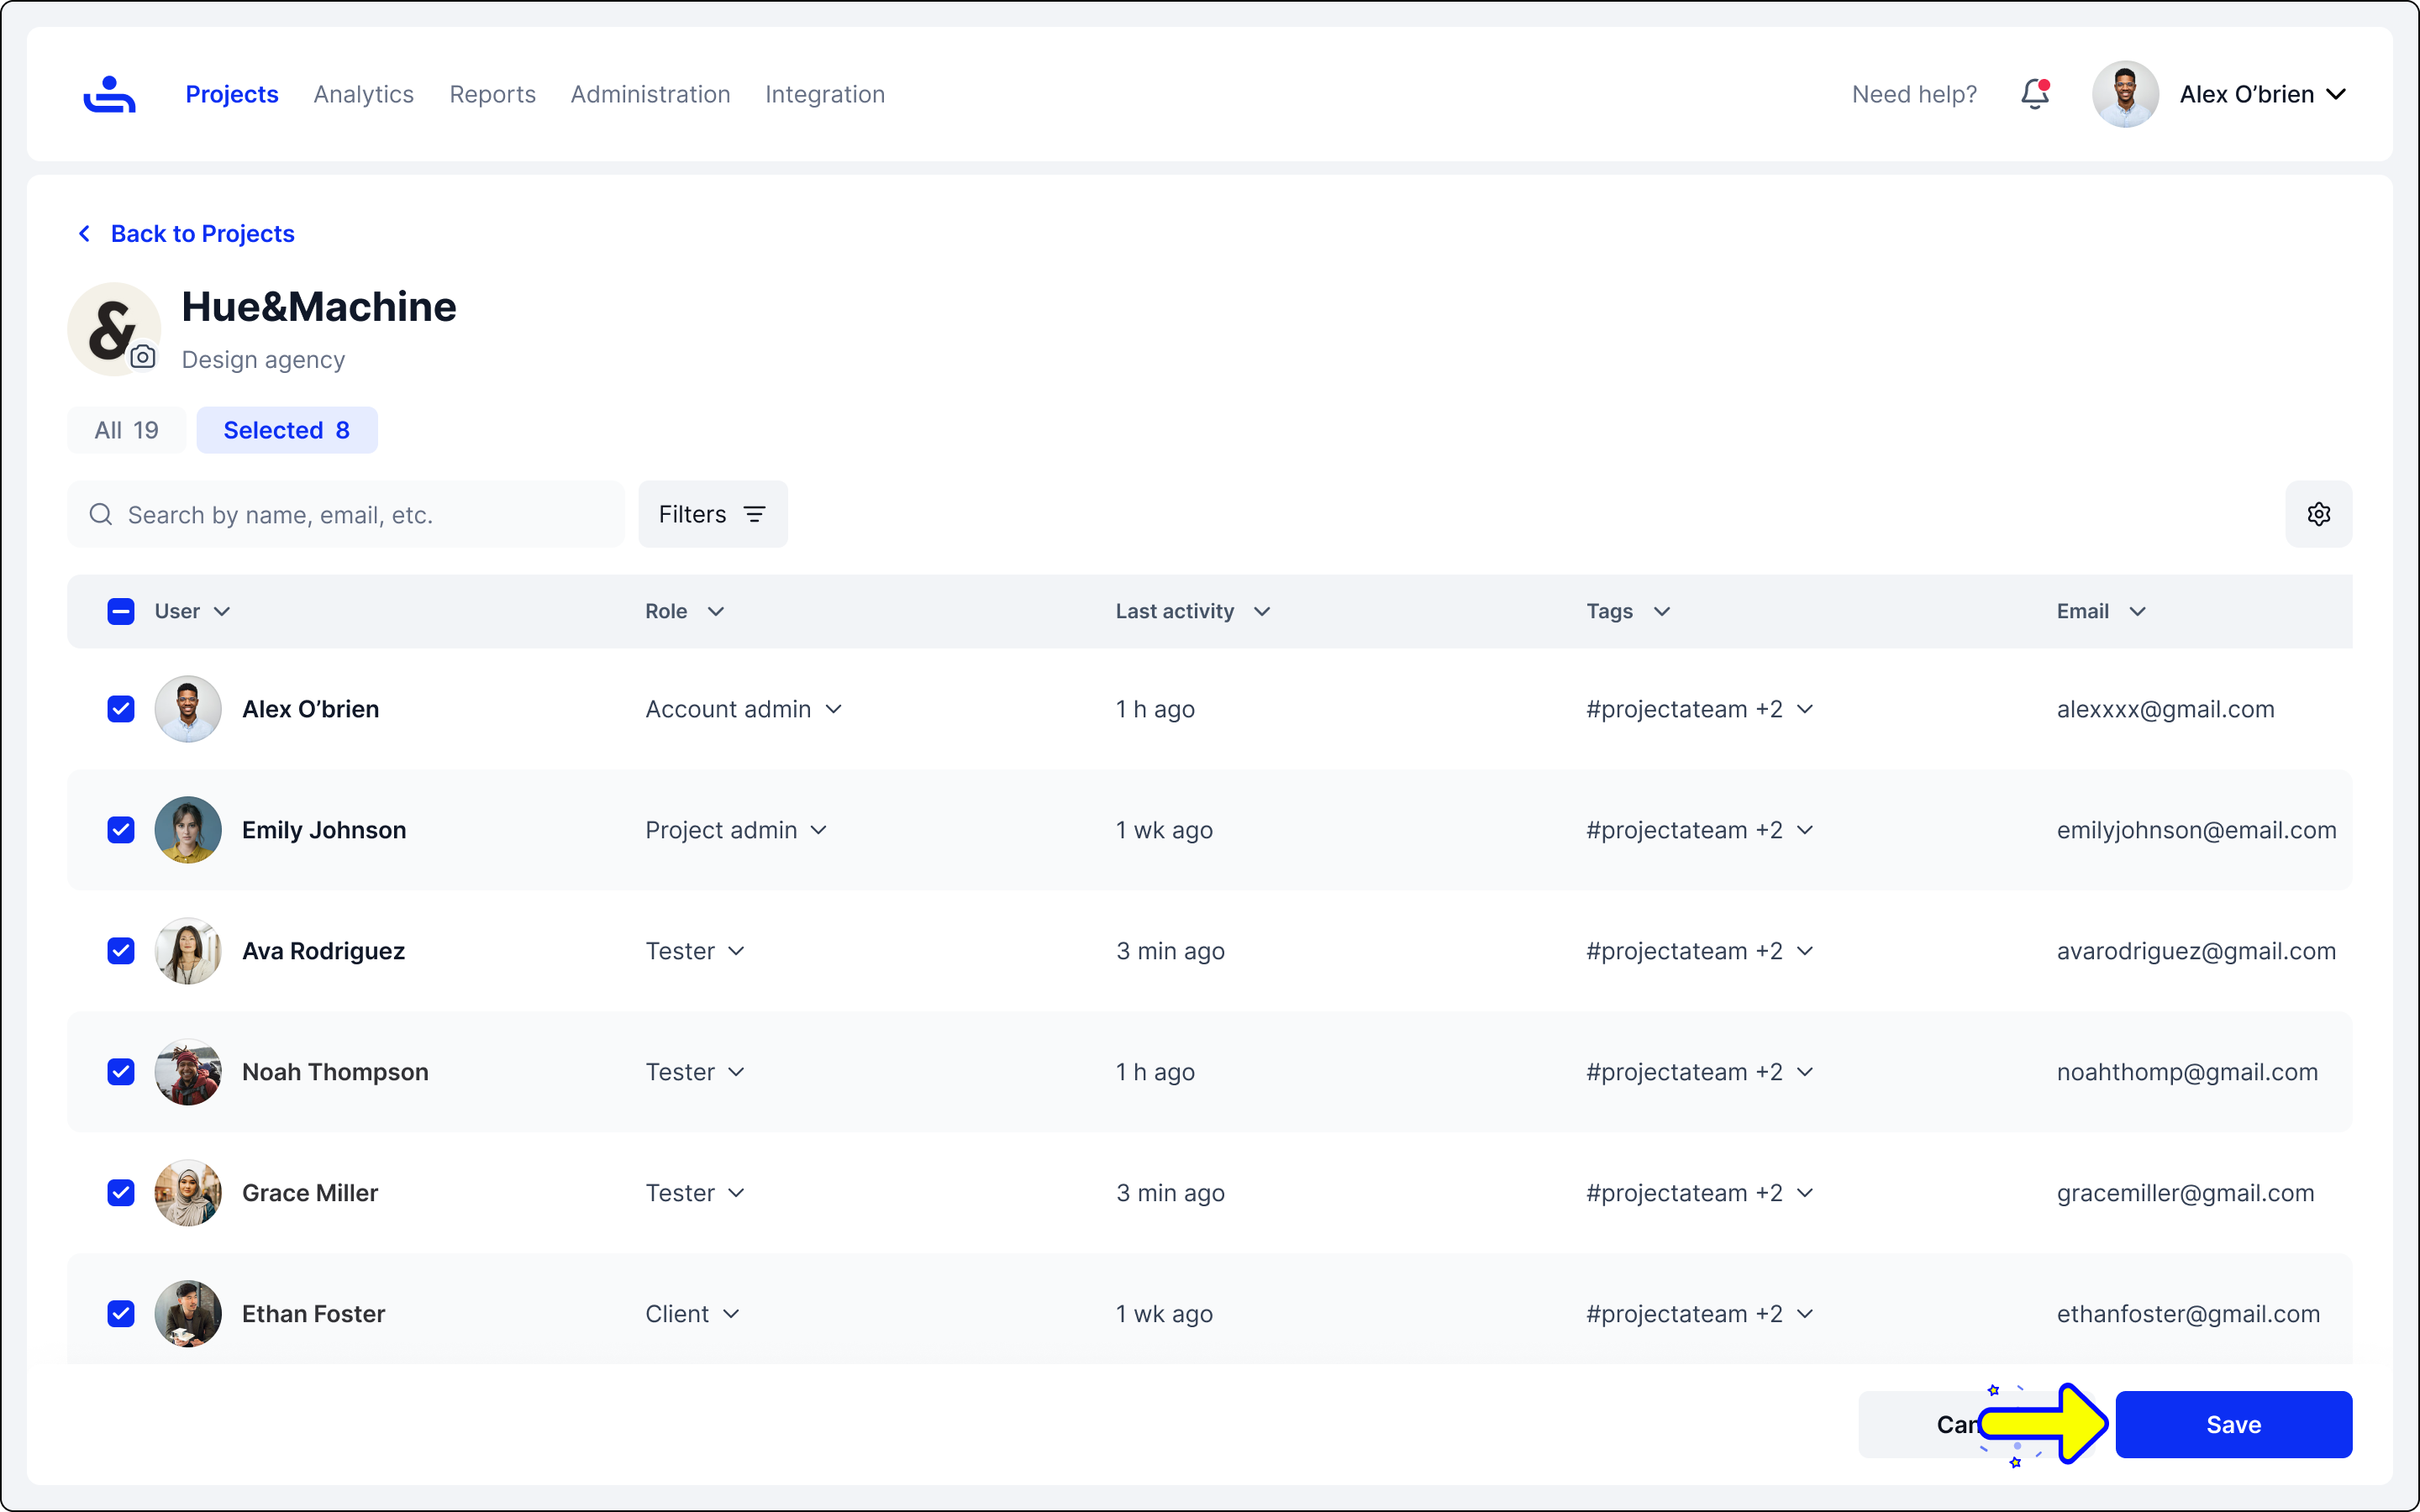 Projects Analytics Reports Administration Integration Need help? Alex O’brien
Back to Projects
&
Hue&Machine
Design agency
All 19 Selected 8
Search by name, email, etc. Filters
User Role Last activity Tags Email
Alex O’brien Account admin 1 h ago #projectateam +2 alexxxx@gmail.com
Emily Johnson Project admin 1 wk ago #projectateam +2 emilyjohnson@email.com
Ava Rodriguez Tester 3 min ago #projectateam +2 avarodriguez@gmail.com
Noah Thompson Tester 1 h ago #projectateam +2 noahthomp@gmail.com
Grace Miller Tester 3 min ago #projectateam +2 gracemiller@gmail.com
Ethan Foster Client 1 wk ago #projectateam +2 ethanfoster@gmail.com
Save